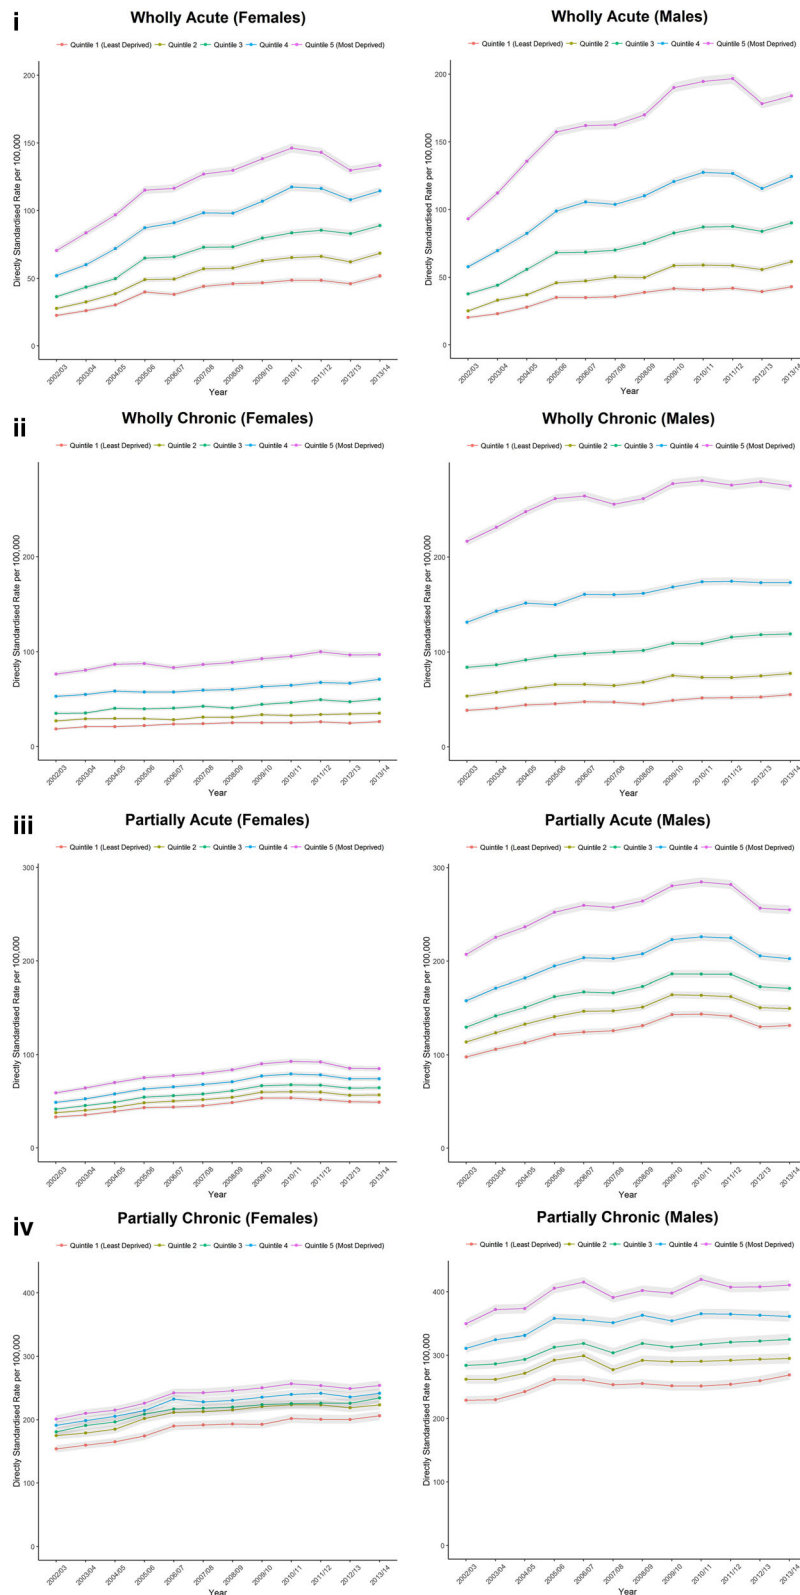 i
Wholly Acute (Females)
Quintile 1 (Least Deprived) Quintile 2 Quintile 3 Quintile 4 Quintile 5 (Most Deprived)
Directly Standardised Rate per 100,000
200
150
100
50
0
2002/03 2003/04 2004/05 2005/06 2006/07 2007/08 2008/09 2009/10 2010/11 2011/12 2012/13 2013/14
Year
Wholly Acute (Males)
Quintile 1 (Least Deprived) Quintile 2 Quintile 3 Quintile 4 Quintile 5 (Most Deprived)
Directly Standardised Rate per 100,000
200
150
100
50
0
2002/03 2003/04 2004/05 2005/06 2006/07 2007/08 2008/09 2009/10 2010/11 2011/12 2012/13 2013/14
Year
ii
Wholly Chronic (Females)
Quintile 1 (Least Deprived) Quintile 2 Quintile 3 Quintile 4 Quintile 5 (Most Deprived)
Directly Standardised Rate per 100,000
200
100
0
2002/03 2003/04 2004/05 2005/06 2006/07 2007/08 2008/09 2009/10 2010/11 2011/12 2012/13 2013/14
Year
Wholly Chronic (Males)
Quintile 1 (Least Deprived) Quintile 2 Quintile 3 Quintile 4 Quintile 5 (Most Deprived)
Directly Standardised Rate per 100,000
200
100
0
2002/03 2003/04 2004/05 2005/06 2006/07 2007/08 2008/09 2009/10 2010/11 2011/12 2012/13 2013/14
Year
iii
Partially Acute (Females)
Quintile 1 (Least Deprived) Quintile 2 Quintile 3 Quintile 4 Quintile 5 (Most Deprived)
Directly Standardised Rate per 100,000
300
200
100
0
2002/03 2003/04 2004/05 2005/06 2006/07 2007/08 2008/09 2009/10 2010/11 2011/12 2012/13 2013/14
Year
Partially Acute (Males)
Quintile 1 (Least Deprived) Quintile 2 Quintile 3 Quintile 4 Quintile 5 (Most Deprived)
Directly Standardised Rate per 100,000
300
200
100
0
2002/03 2003/04 2004/05 2005/06 2006/07 2007/08 2008/09 2009/10 2010/11 2011/12 2012/13 2013/14
Year
iv
Partially Chronic (Females)
Quintile 1 (Least Deprived) Quintile 2 Quintile 3 Quintile 4 Quintile 5 (Most Deprived)
Directly Standardised Rate per 100,000
400
300
200
100
0
2002/03 2003/04 2004/05 2005/06 2006/07 2007/08 2008/09 2009/10 2010/11 2011/12 2012/13 2013/14
Year
Partially Chronic (Males)
Quintile 1 (Least Deprived) Quintile 2 Quintile 3 Quintile 4 Quintile 5 (Most Deprived)
Directly Standardised Rate per 100,000
400
300
200
100
0
2002/03 2003/04 2004/05 2005/06 2006/07 2007/08 2008/09 2009/10 2010/11 2011/12 2012/13 2013/14
Year